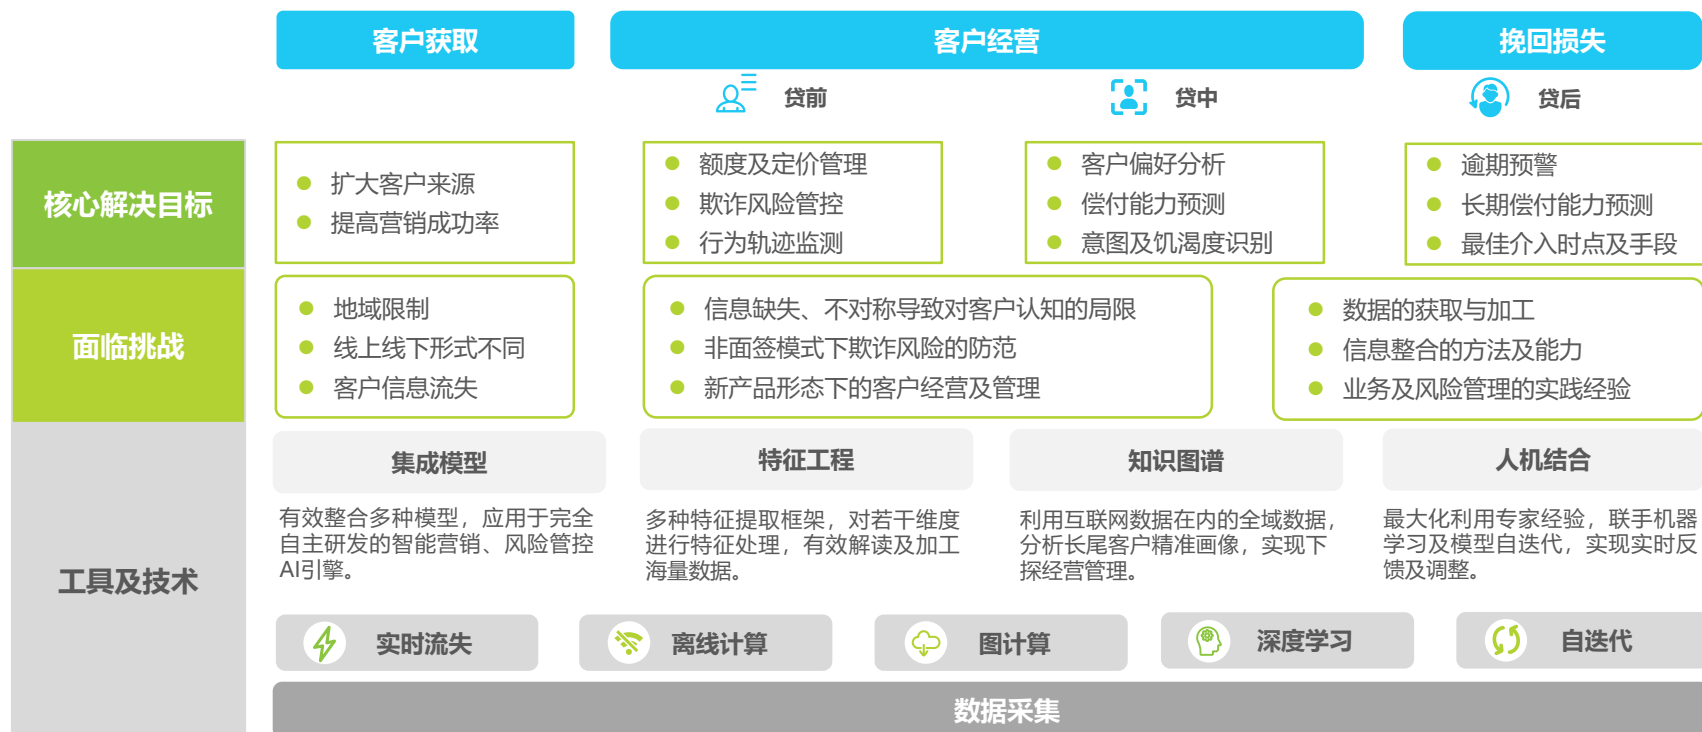 客户获取
客户经营
挽回损失
贷前
贷中
贷后
核心解决目标
扩大客户来源
提高营销成功率
额度及定价管理
欺诈风险管控
行为轨迹监测
客户偏好分析
偿付能力预测
意图及饥渴度识别
逾期预警
长期偿付能力预测
最佳介入时点及手段
面临挑战
地域限制
线上线下形式不同
客户信息流失
信息缺失、不对称导致对客户认知的局限
非面签模式下欺诈风险的防范
新产品形态下的客户经营及管理
数据的获取与加工
信息整合的方法及能力
业务及风险管理的实践经验
工具及技术
集成模型
有效整合多种模型，应用于完全
自主研发的智能营销、风险管控
AI引擎。
特征工程
多种特征提取框架，对若干维度
进行特征处理，有效解读及加工
海量数据。
知识图谱
利用互联网数据在内的全域数据，
分析长尾客户精准画像，实现下
探经营管理。
人机结合
最大化利用专家经验，联手机器
学习及模型自迭代，实现实时反
馈及调整。
实时流失
离线计算
图计算
深度学习
自迭代
数据采集